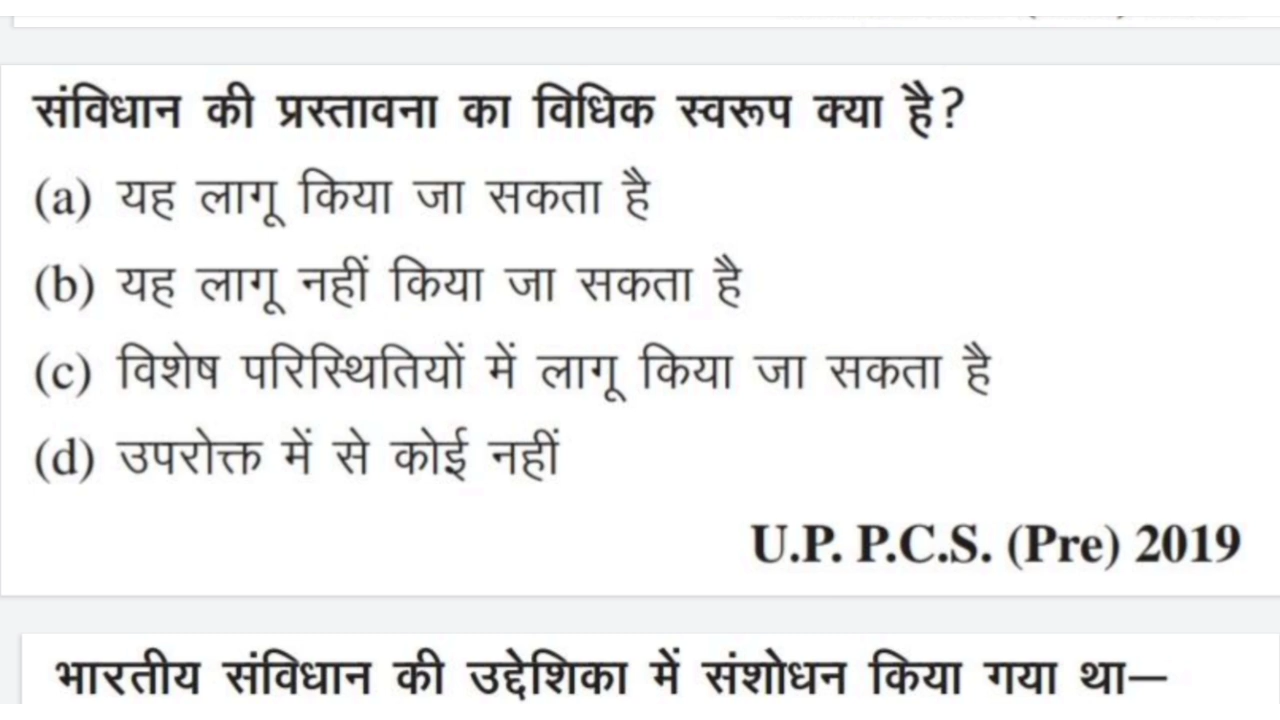 संविधान की प्रस्तावना का विधिक स्वरूप क्या है?
(a) यह लागू किया जा सकता है
(b) यह लागू नहीं किया जा सकता है
(c) विशेष परिस्थितियों में लागू किया जा सकता है
(d) उपरोक्त में से कोई नहीं
U.P. P.C.S. (Pre) 2019
भारतीय संविधान की उद्देशिका में संशोधन किया गया था—